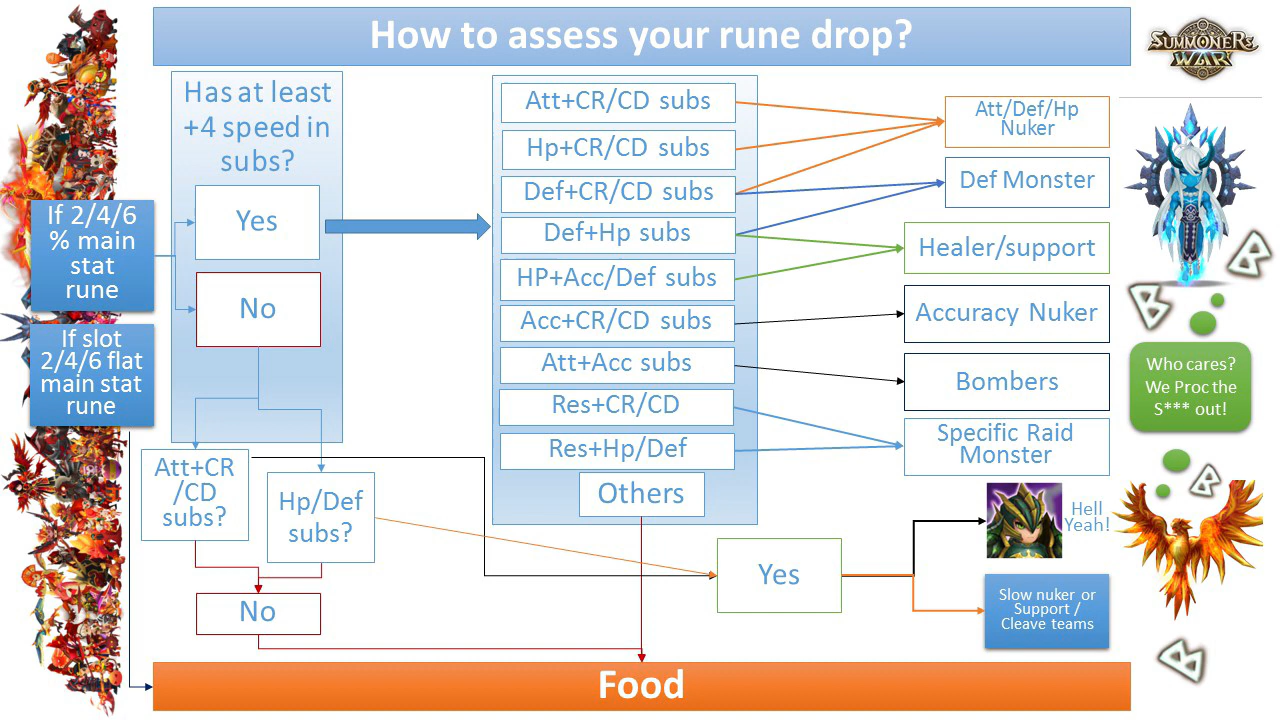 How to assess your rune drop?
SUMMONERS
WAR
Has at least
+4 speed in
subs?
Yes
No
If 2/4/6
% main
stat
rune
If slot
2/4/6 flat
main stat
rune
Att+CR
/CD
subs?
Hp/Def
subs?
No
Att+CR/CD subs
Hp+CR/CD subs
Def+CR/CD subs
Def+Hp subs
HP+Acc/Def subs
Acc+CR/CD subs
Att+Acc subs
Res+CR/CD
Res+Hp/Def
Others
Att/Def/Hp
Nuker
Def Monster
Healer/support
Accuracy Nuker
Bombers
Specific Raid
Monster
Who cares?
We Proc the
S*** out!
Hell
Yeah!
Yes
Slow nuker or
Support /
Cleave teams
Food